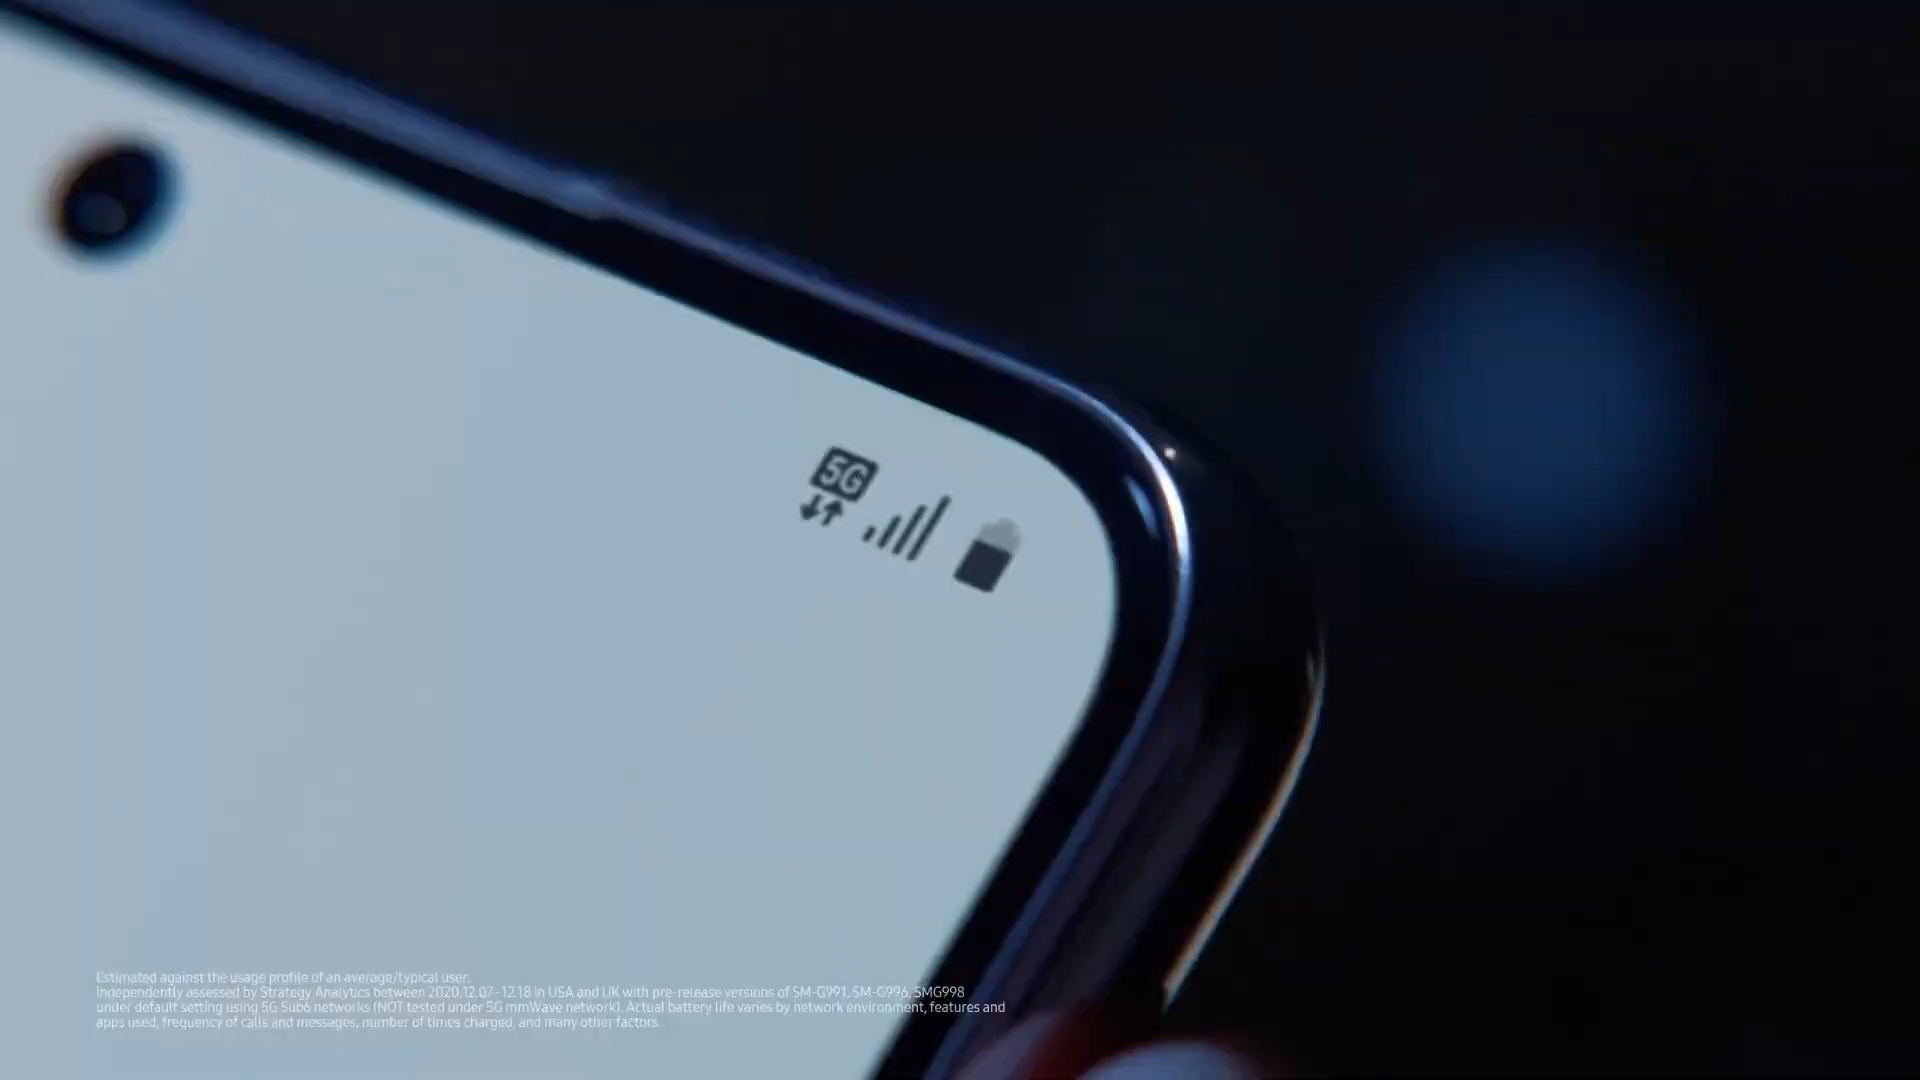 5G
Estimated against the usage profile of an average/typical user.
Independently assessed by Strategy Analytics between 2020.12.07–12.18 in USA and UK with pre-release versions of SM-G991, SM-G996, SMG998
under default setting using 5G Sub6 networks (NOT tested under 5G mmWave network). Actual battery life varies by network environment, features and
apps used, frequency of calls and messages, number of times charged, and many other factors.